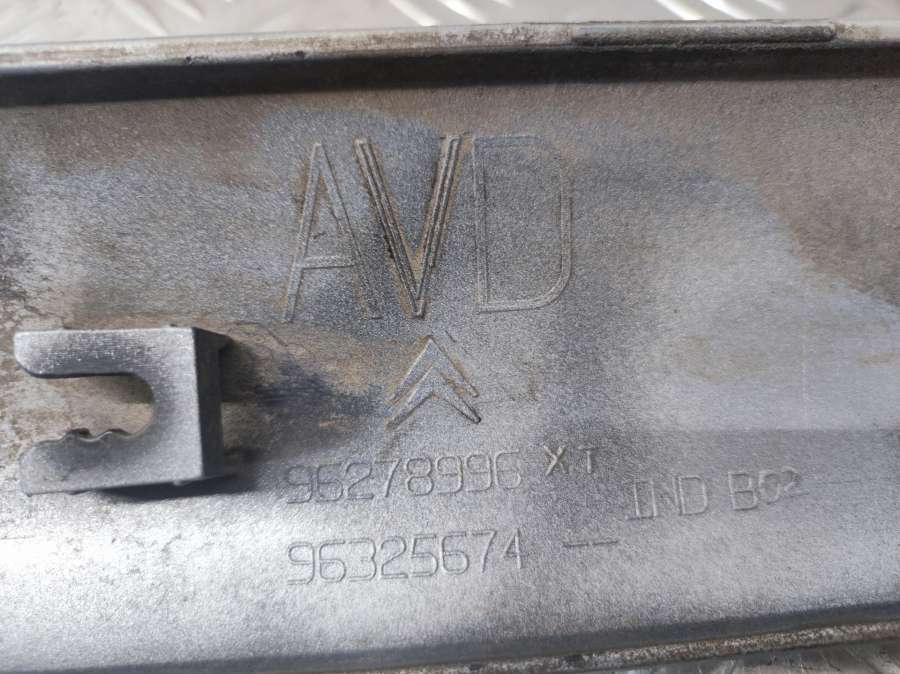 AVD
96278996 XT
IND B02
96325674 --